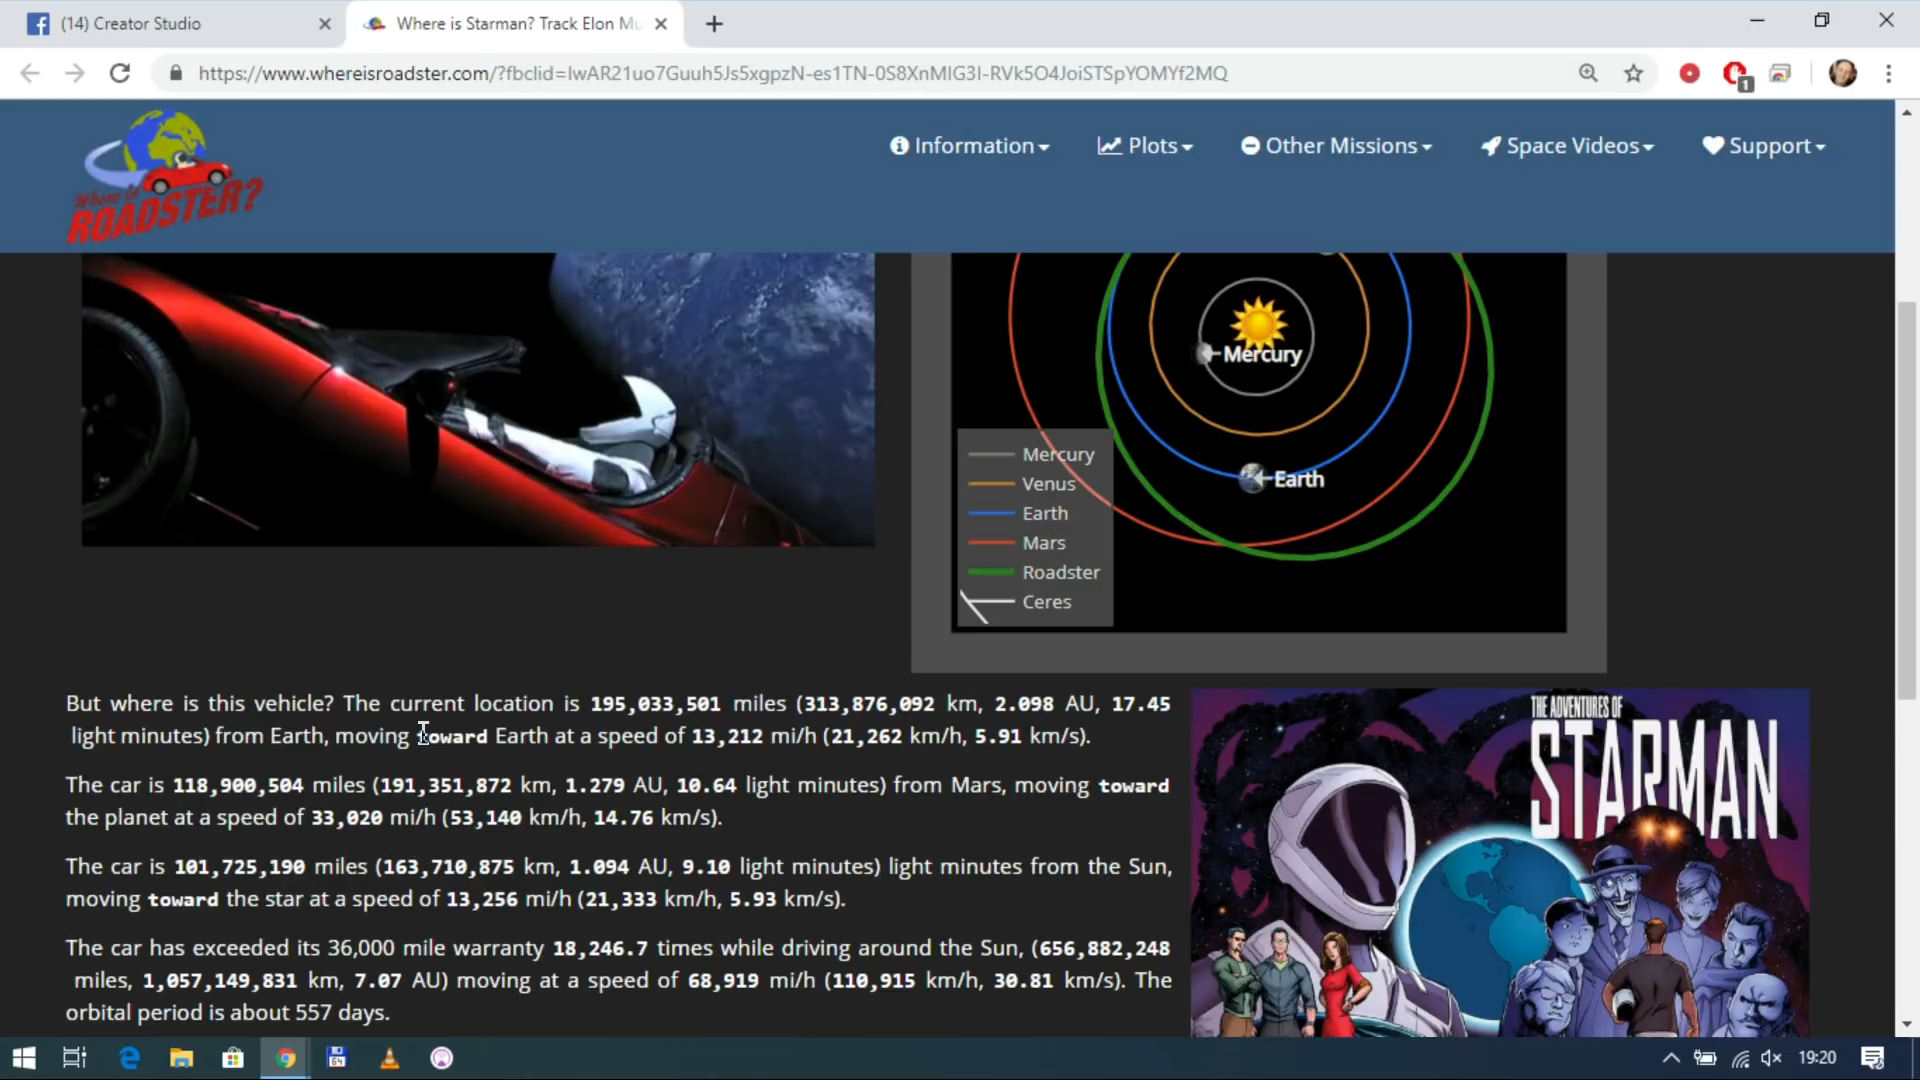 (14) Creator Studio
Where is Starman? Track Elon Mu
https://www.whereisroadster.com/?fbclid=IwAR21uo7Guuh5Js5xgpzN-es1TN-0S8XnMIG3I-RVk5O4JoiSTSpYOMYf2MQ
1
Where is
ROADSTER?
Information
Plots
Other Missions
Space Videos
Support
Mercury
Earth
Mercury
Venus
Earth
Mars
Roadster
Ceres
But where is this vehicle? The current location is 195,033,501 miles (313,876,092 km, 2.098 AU, 17.45
light minutes) from Earth, moving toward Earth at a speed of 13,212 mi/h (21,262 km/h, 5.91 km/s).
The car is 118,900,504 miles (191,351,872 km, 1.279 AU, 10.64 light minutes) from Mars, moving toward
the planet at a speed of 33,020 mi/h (53,140 km/h, 14.76 km/s).
The car is 101,725,190 miles (163,710,875 km, 1.094 AU, 9.10 light minutes) light minutes from the Sun,
moving toward the star at a speed of 13,256 mi/h (21,333 km/h, 5.93 km/s).
The car has exceeded its 36,000 mile warranty 18,246.7 times while driving around the Sun, (656,882,248
miles, 1,057,149,831 km, 7.07 AU) moving at a speed of 68,919 mi/h (110,915 km/h, 30.81 km/s). The
orbital period is about 557 days.
THE ADVENTURES OF
STARMAN
64
19:20